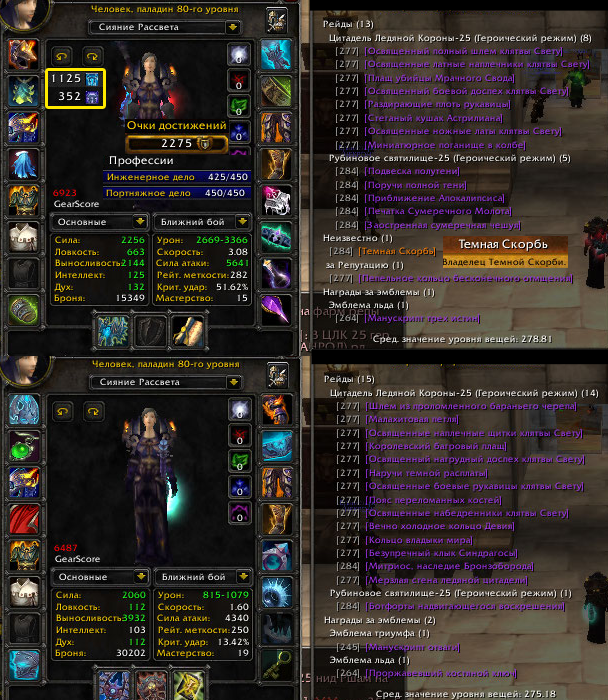 Человек, паладин 80-го уровня
Сияние Рассвета
0
1125
352
0
0
Очки достижений
0
2275
Профессии
Инженерное дело 425/450
Портняжное дело 450/450
6923
GearScore
Основные
Ближний бой
Сила: 2256
Ловкость: 663
Выносливость: 2144
Интеллект: 125
Дух: 132
Броня: 15349
Урон: 2669-3366
Скорость: 3.08
Сила атаки: 5641
Рейт. меткости: 282
Крит. удар: 51.62%
Мастерство: 15
Рейды (13)
Цитадель Ледяной Короны-25 (Героический режим) (8)
[277] [Освященный полный шлем клятвы Свету]
[277] [Освященные латные наплечники клятвы Свету]
[277] [Плащ убийцы Мрачного Свода]
[277] [Освященный боевой доспех клятвы Свету]
[277] [Раздирающие плоть рукавицы]
[277] [Стеганый кушак Астрилиана]
[277] [Освященные ножные латы клятвы Свету]
[277] [Миниатюрное поганище в колбе]
Рубиновое святилище-25 (Героический режим) (5)
[284] [Подвеска полутени]
[284] [Поручи полной тени]
[284] [Приближение Апокалипсиса]
[284] [Печатка Сумеречного Молота]
[284] [Заостренная сумеречная чешуя]
Неизвестно (1)
[284] [Темная Скорбь]
Темная Скорбь
Владелец Темной Скорби.
за Репутацию (1)
[277] [Пепельное кольцо бесконечного отмщения]
Награды за эмблемы (1)
Эмблема льда (1)
[264] [Манускрипт трех истин]
Сред. значение уровня вещей: 278.81
Человек, паладин 80-го уровня
Сияние Рассвета
0
0
0
0
0
6487
GearScore
Основные
Ближний бой
Сила: 2060
Ловкость: 112
Выносливость: 3932
Интеллект: 103
Дух: 112
Броня: 30202
Урон: 815-1079
Скорость: 1.60
Сила атаки: 4340
Рейт. меткости: 250
Крит. удар: 13.42%
Мастерство: 19
Рейды (15)
Цитадель Ледяной Короны-25 (Героический режим) (14)
[277] [Шлем из проломленного бараньего черепа]
[277] [Малахитовая петля]
[277] [Освященные наплечные щитки клятвы Свету]
[277] [Королевский багровый плащ]
[277] [Освященный нагрудный доспех клятвы Свету]
[277] [Наручи темной расплаты]
[277] [Освященные боевые рукавицы клятвы Свету]
[277] [Пояс переломанных костей]
[277] [Освященные набедренники клятвы Свету]
[277] [Вечно холодное кольцо Девия]
[277] [Кольцо владыки мира]
[277] [Безупречный клык Синдрагосы]
[284] [Митриос, наследие Бронзоборода]
[277] [Мерзлая стена ледяной цитадели]
Рубиновое святилище-25 (Героический режим) (1)
[284] [Ботфорты надвигающегося воскрешения]
Награды за эмблемы (2)
Эмблема триумфа (1)
[245] [Манускрипт отваги]
Эмблема льда (1)
[264] [Проржавевший костяной ключ]
Сред. значение уровня вещей: 275.18